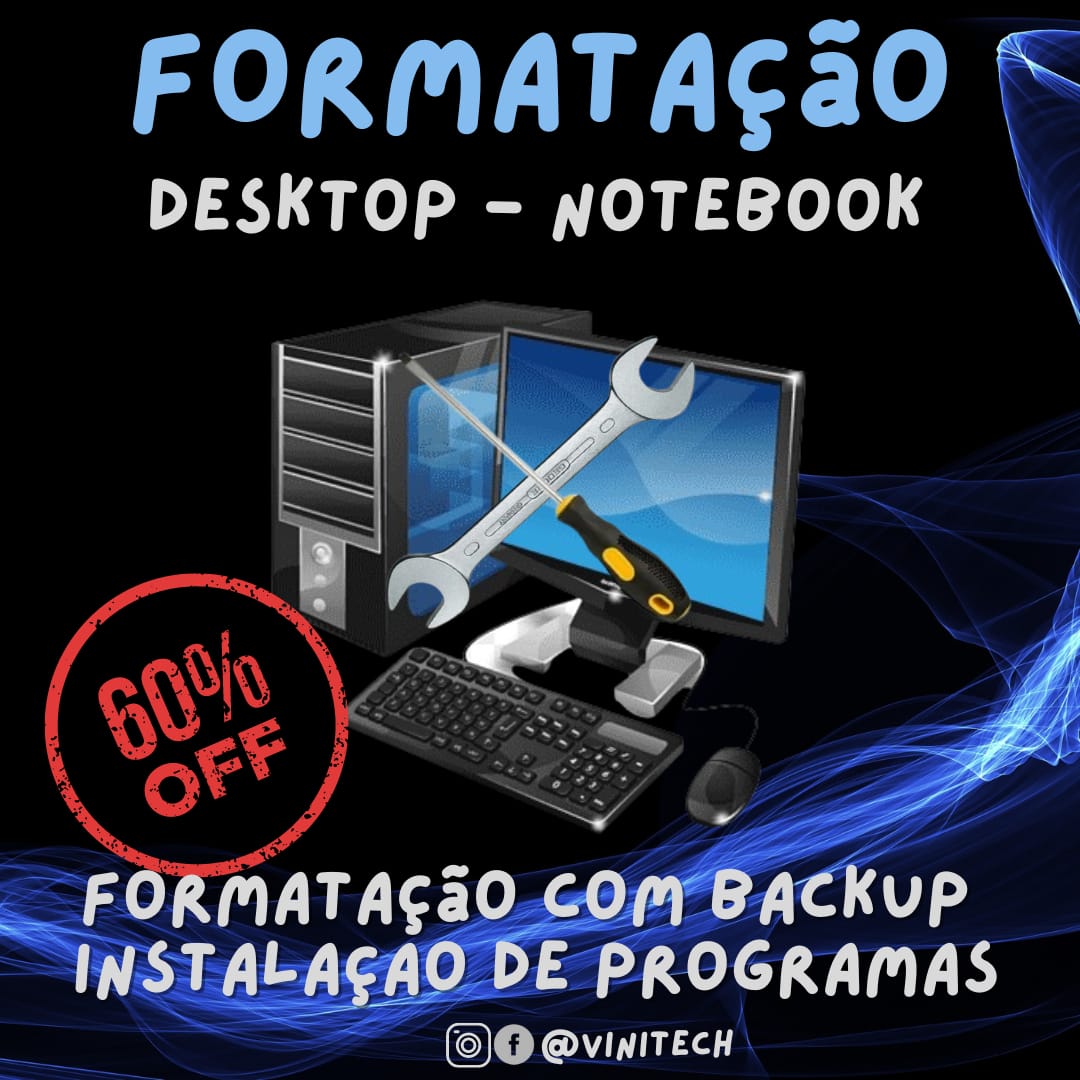 FORMATAÇÃO
DESKTOP - NOTEBOOK
60%
OFF
FORMATAÇÃO COM BACKUP
INSTALAÇAO DE PROGRAMAS
@VINITECH